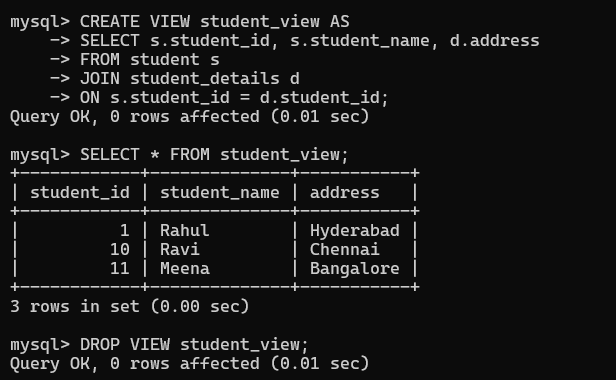 mysql> CREATE VIEW student_view AS
    -> SELECT s.student_id, s.student_name, d.address
    -> FROM student s
    -> JOIN student_details d
    -> ON s.student_id = d.student_id;
Query OK, 0 rows affected (0.01 sec)

mysql> SELECT * FROM student_view;
+------------+--------------+-----------+
| student_id | student_name | address   |
+------------+--------------+-----------+
|          1 | Rahul        | Hyderabad |
|         10 | Ravi         | Chennai   |
|         11 | Meena        | Bangalore |
+------------+--------------+-----------+
3 rows in set (0.00 sec)

mysql> DROP VIEW student_view;
Query OK, 0 rows affected (0.01 sec)